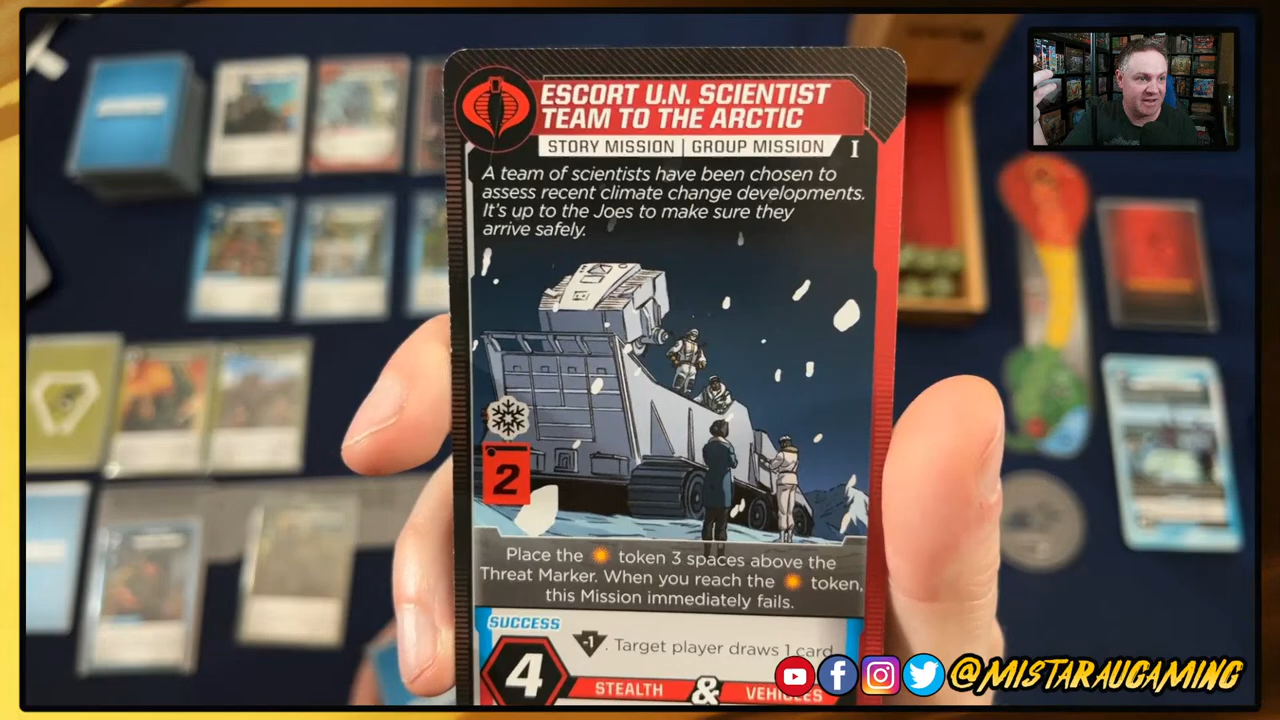 ESCORT U.N. SCIENTIST
TEAM TO THE ARCTIC
STORY MISSION | GROUP MISSION
I
A team of scientists have been chosen to
assess recent climate change developments.
It's up to the Joes to make sure they
arrive safely.
2
Place the token 3 spaces above the
Threat Marker. When you reach the token,
this Mission immediately fails.
SUCCESS
4
-1 . Target player draws 1 card
STEALTH & VEHICLES
@MISTARAUGAMING